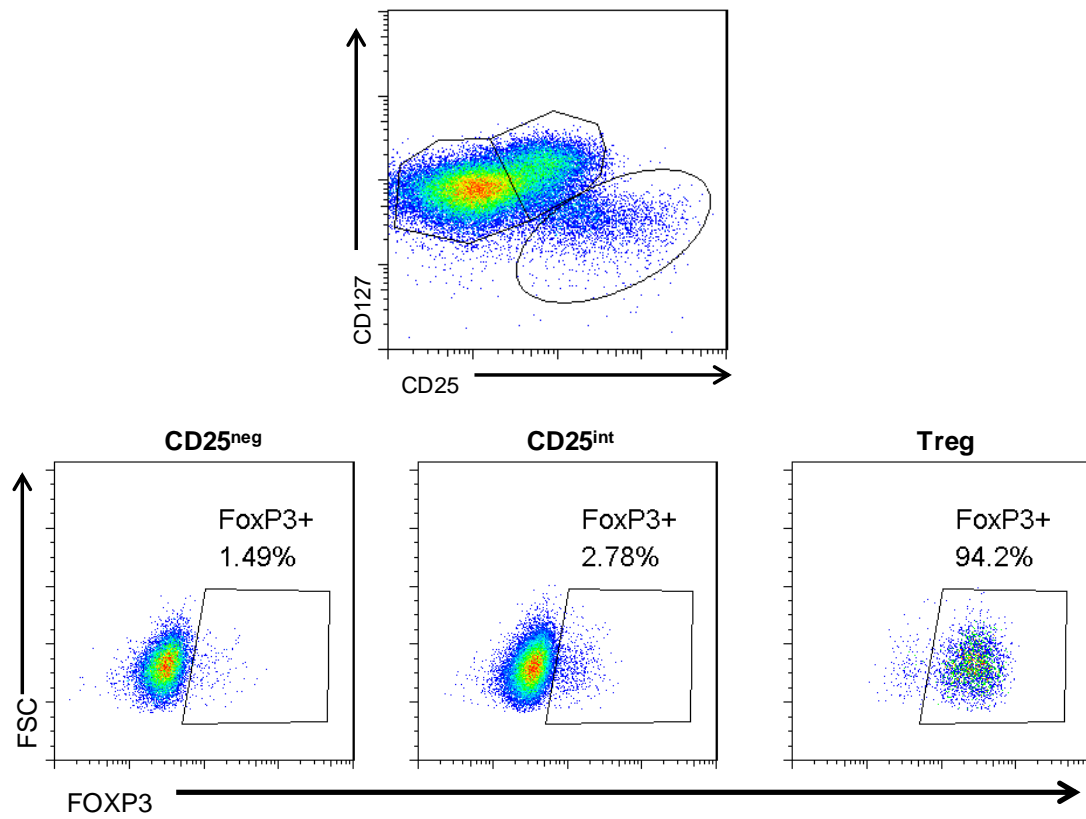 CD127
CD25
CD25neg
CD25int
Treg
FoxP3+
1.49%
FoxP3+
2.78%
FoxP3+
94.2%
FSC
FOXP3